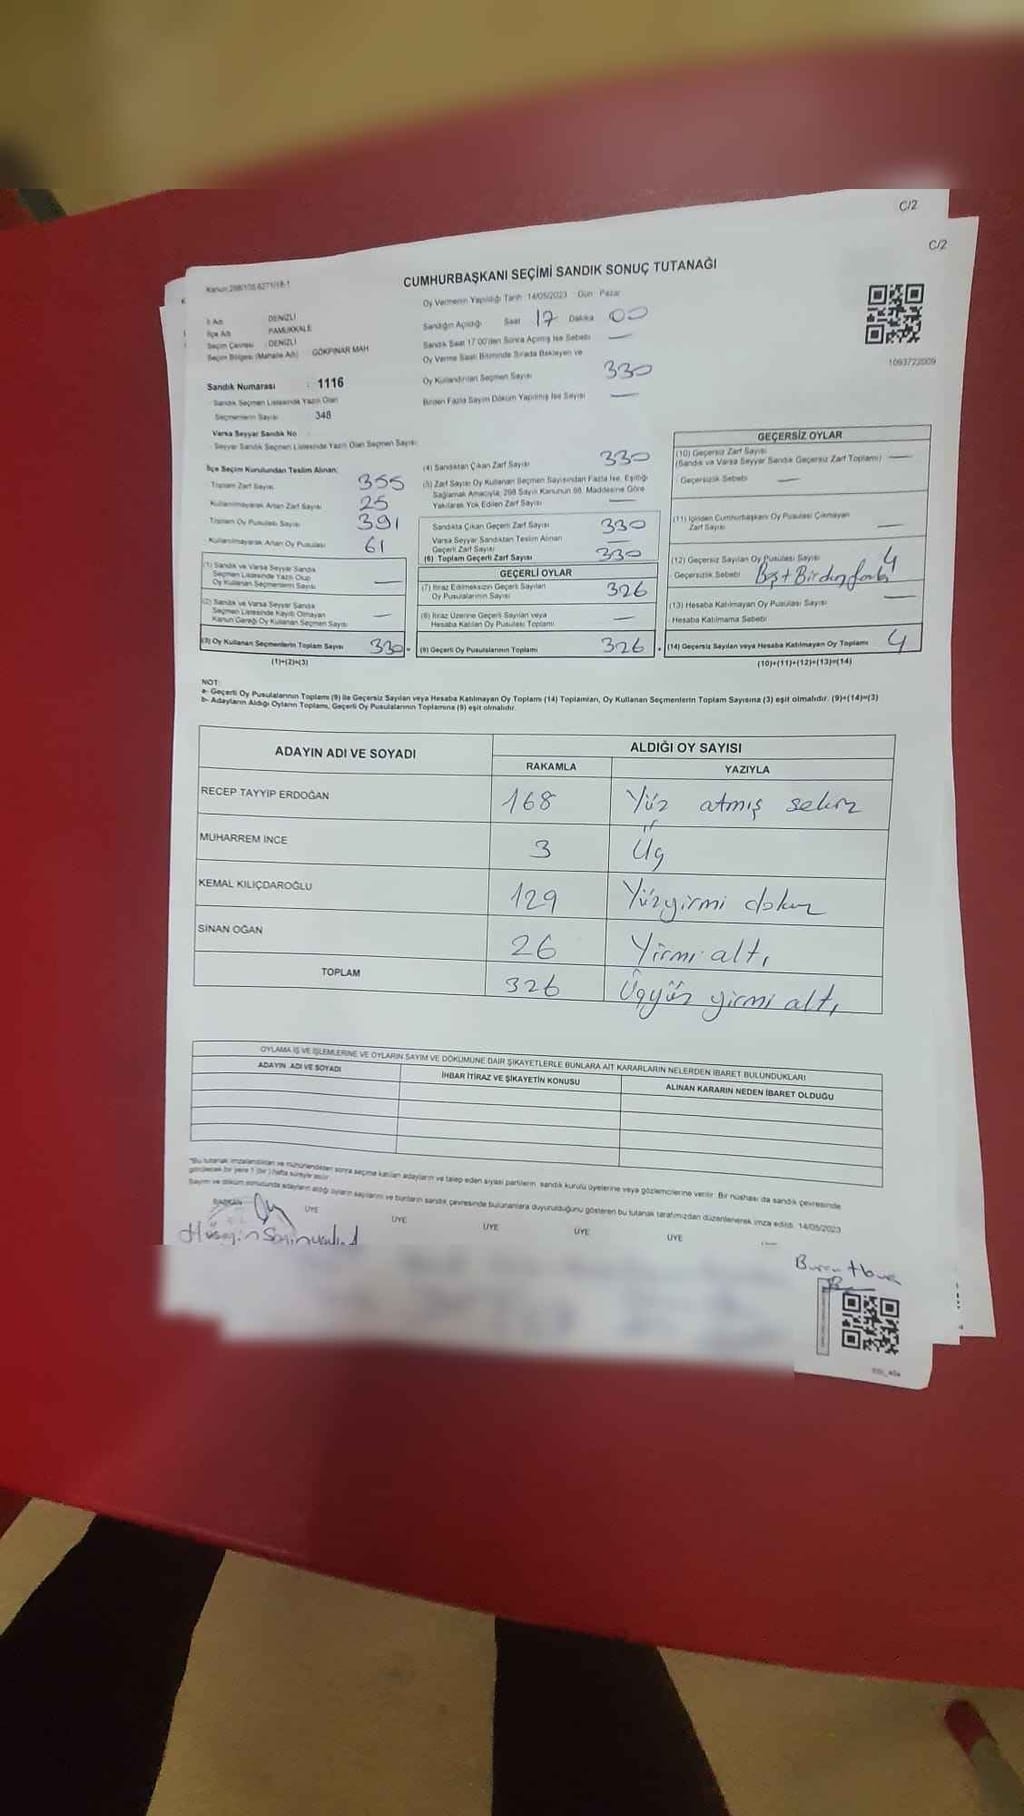 C/2
C/2
CUMHURBAŞKANI SEÇİMİ SANDIK SONUÇ TUTANAĞI
Oy Vermenin Yapıldığı Tarih 14/05/2023 Gün Pazar
İl Adı DENİZLİ
İlçe Adı PAMUKKALE
Seçim Çevresi DENİZLİ
Seçim Bölgesi (Mahalle Adı) GÖKPINAR MAH
Sandığın Açıldığı Saat 17 Dakika 00
Sandık Saat 17:00'den Sonra Açılmış İse Sebebi —
Oy Verme Saati Bitiminde Sırada Bekleyen ve
Oy Kullandırılan Seçmen Sayısı 330
Birden Fazla Sayım Döküm Yapılmış İse Sayısı —
1093722009
Sandık Numarası : 1116
Sandık Seçmen Listesinde Yazılı Olan
Seçmenlerin Sayısı 348
Varsa Seyyar Sandık No
Seyyar Sandık Seçmen Listesinde Yazılı Olan Seçmen Sayısı:
İlçe Seçim Kurulundan Teslim Alınan:
Toplam Zarf Sayısı 355
Kullanılmayarak Artan Zarf Sayısı 25
Toplam Oy Pusulası Sayısı 391
Kullanılmayarak Artan Oy Pusulası 61
(1) Sandık ve Varsa Seyyar Sandık
Seçmen Listesinde Yazılı Olup
Oy Kullanan Seçmenlerin Sayısı —
(2) Sandık ve Varsa Seyyar Sandık
Seçmen Listesinde Kayıtlı Olmayan
Kanun Gereği Oy Kullanan Seçmen Sayısı —
(3) Oy Kullanan Seçmenlerin Toplam Sayısı 330
(1)+(2)=(3)
(4) Sandıktan Çıkan Zarf Sayısı 330
(5) Zarf Sayısı Oy Kullanan Seçmen Sayısından Fazla İse, Eşitliği
Sağlamak Amacıyla, 298 Sayılı Kanunun 98. Maddesine Göre
Yakılarak Yok Edilen Zarf Sayısı —
Sandıkta Çıkan Geçerli Zarf Sayısı 330
Varsa Seyyar Sandıktan Teslim Alınan
Geçerli Zarf Sayısı —
(6) Toplam Geçerli Zarf Sayısı 330
GEÇERLİ OYLAR
(7) İtiraz Edilmeksizin Geçerli Sayılan
Oy Pusulalarının Sayısı 326
(8) İtiraz Üzerine Geçerli Sayılan veya
Hesaba Katılan Oy Pusulası Toplamı —
(9) Geçerli Oy Pusulalarının Toplamı 326
GEÇERSİZ OYLAR
(10) Geçersiz Zarf Sayısı
(Sandık ve Varsa Seyyar Sandık Geçersiz Zarf Toplamı) —
Geçersizlik Sebebi —
(11) İçinden Cumhurbaşkanı Oy Pusulası Çıkmayan
Zarf Sayısı —
(12) Geçersiz Sayılan Oy Pusulası Sayısı 4
Geçersizlik Sebebi Boş + Birden fazla
(13) Hesaba Katılmayan Oy Pusulası Sayısı —
Hesaba Katılmama Sebebi
(14) Geçersiz Sayılan veya Hesaba Katılmayan Oy Toplamı 4
(10)+(11)+(12)+(13)=(14)
NOT:
a- Geçerli Oy Pusulalarının Toplamı (9) ile Geçersiz Sayılan veya Hesaba Katılmayan Oy Toplamı (14) Toplamları, Oy Kullanan Seçmenlerin Toplam Sayısına (3) eşit olmalıdır. (9)+(14)=(3)
b- Adayların Aldığı Oyların Toplamı, Geçerli Oy Pusulalarının Toplamına (9) eşit olmalıdır.
ADAYIN ADI VE SOYADI ALDIĞI OY SAYISI
RAKAMLA YAZIYLA
RECEP TAYYİP ERDOĞAN 168 Yüz atmış sekiz
MUHARREM İNCE 3 Üç
KEMAL KILIÇDAROĞLU 129 Yüzyirmi dokuz
SİNAN OĞAN 26 Yirmi altı
TOPLAM 326 Üçyüz yirmi altı
OYLAMA İŞ VE İŞLEMLERİNE VE OYLARIN SAYIM VE DÖKÜMÜNE DAİR ŞİKAYETLERLE BUNLARA AİT KARARLARIN NELERDEN İBARET BULUNDUKLARI
ADAYIN ADI VE SOYADI İHBAR İTİRAZ VE ŞİKAYETİN KONUSU ALINAN KARARIN NEDEN İBARET OLDUĞU
*Bu tutanak imzalandıktan ve mühürlendikten sonra seçime katılan adayların ve talep eden siyasi partilerin, sandık kurulu üyelerine veya gözlemcilerine verilir. Bir nüshası da sandık çevresinde
görülecek bir yere 1 (bir) hafta süreyle asılır.
Sayım ve döküm sonucunda adayların aldığı oyların sayılarını ve bunların sandık çevresinde bulunanlara duyurulduğunu gösteren bu tutanak tarafımızdan düzenlenerek imza edildi. 14/05/2023
BAŞKAN ÜYE ÜYE ÜYE ÜYE ÜYE